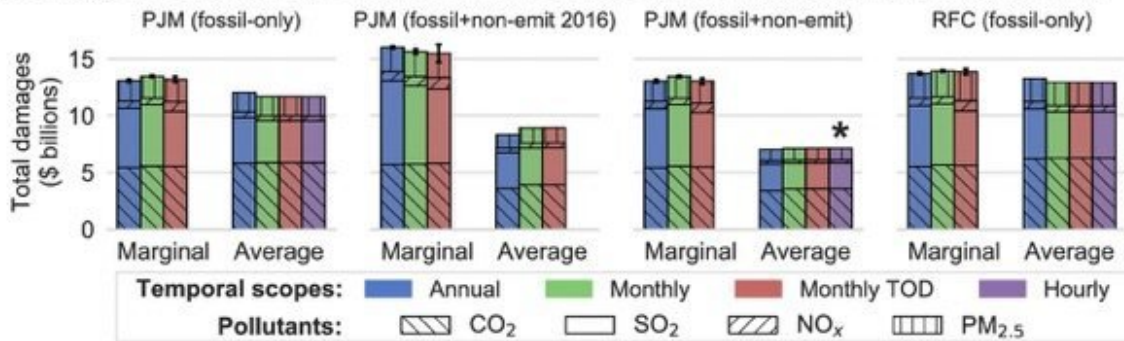 PJM (fossil-only) PJM (fossil+non-emit 2016) PJM (fossil+non-emit) RFC (fossil-only)
Total damages
($ billions)
15
10
5
0
*
Marginal Average Marginal Average Marginal Average Marginal Average
Temporal scopes: Annual Monthly Monthly TOD Hourly
Pollutants: CO₂ SO₂ NOₓ PM₂.₅